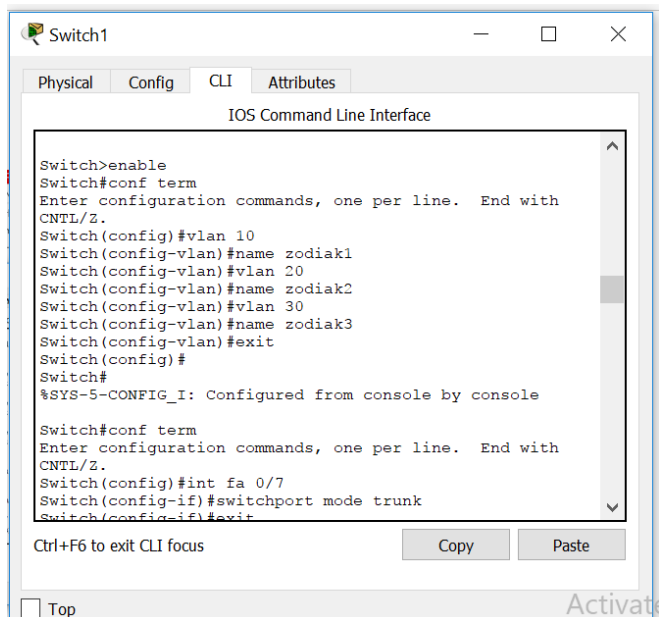 Switch1
Physical Config CLI Attributes
IOS Command Line Interface
Switch>enable
Switch#conf term
Enter configuration commands, one per line.  End with
CNTL/Z.
Switch(config)#vlan 10
Switch(config-vlan)#name zodiak1
Switch(config-vlan)#vlan 20
Switch(config-vlan)#name zodiak2
Switch(config-vlan)#vlan 30
Switch(config-vlan)#name zodiak3
Switch(config-vlan)#exit
Switch(config)#
Switch#
%SYS-5-CONFIG_I: Configured from console by console
Switch#conf term
Enter configuration commands, one per line.  End with
CNTL/Z.
Switch(config)#int fa 0/7
Switch(config-if)#switchport mode trunk
Switch(config-if)#exit
Ctrl+F6 to exit CLI focus Copy Paste
Top
Activate